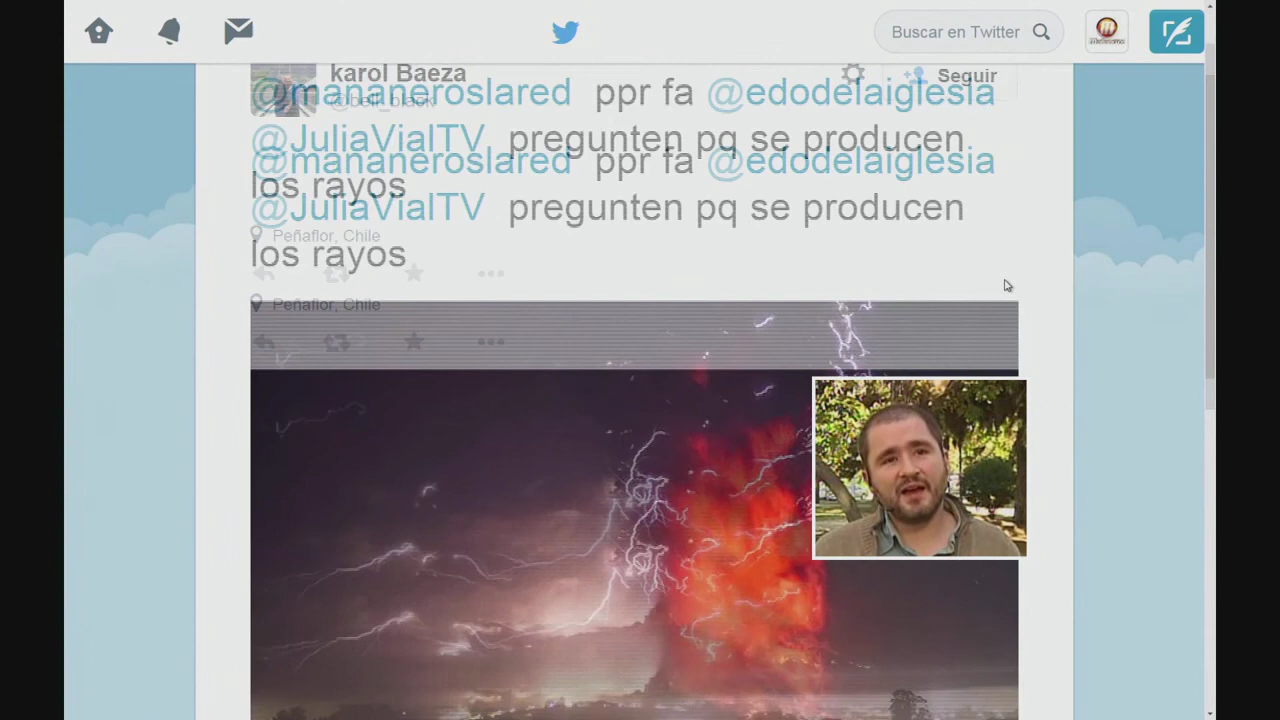 Buscar en Twitter
karol Baeza
@bell_black
Seguir
@mananeroslared ppr fa @edodelaiglesia
@JuliaVialTV pregunten pq se producen
los rayos
Peñaflor, Chile
@mananeroslared ppr fa @edodelaiglesia
@JuliaVialTV pregunten pq se producen
los rayos
Peñaflor, Chile